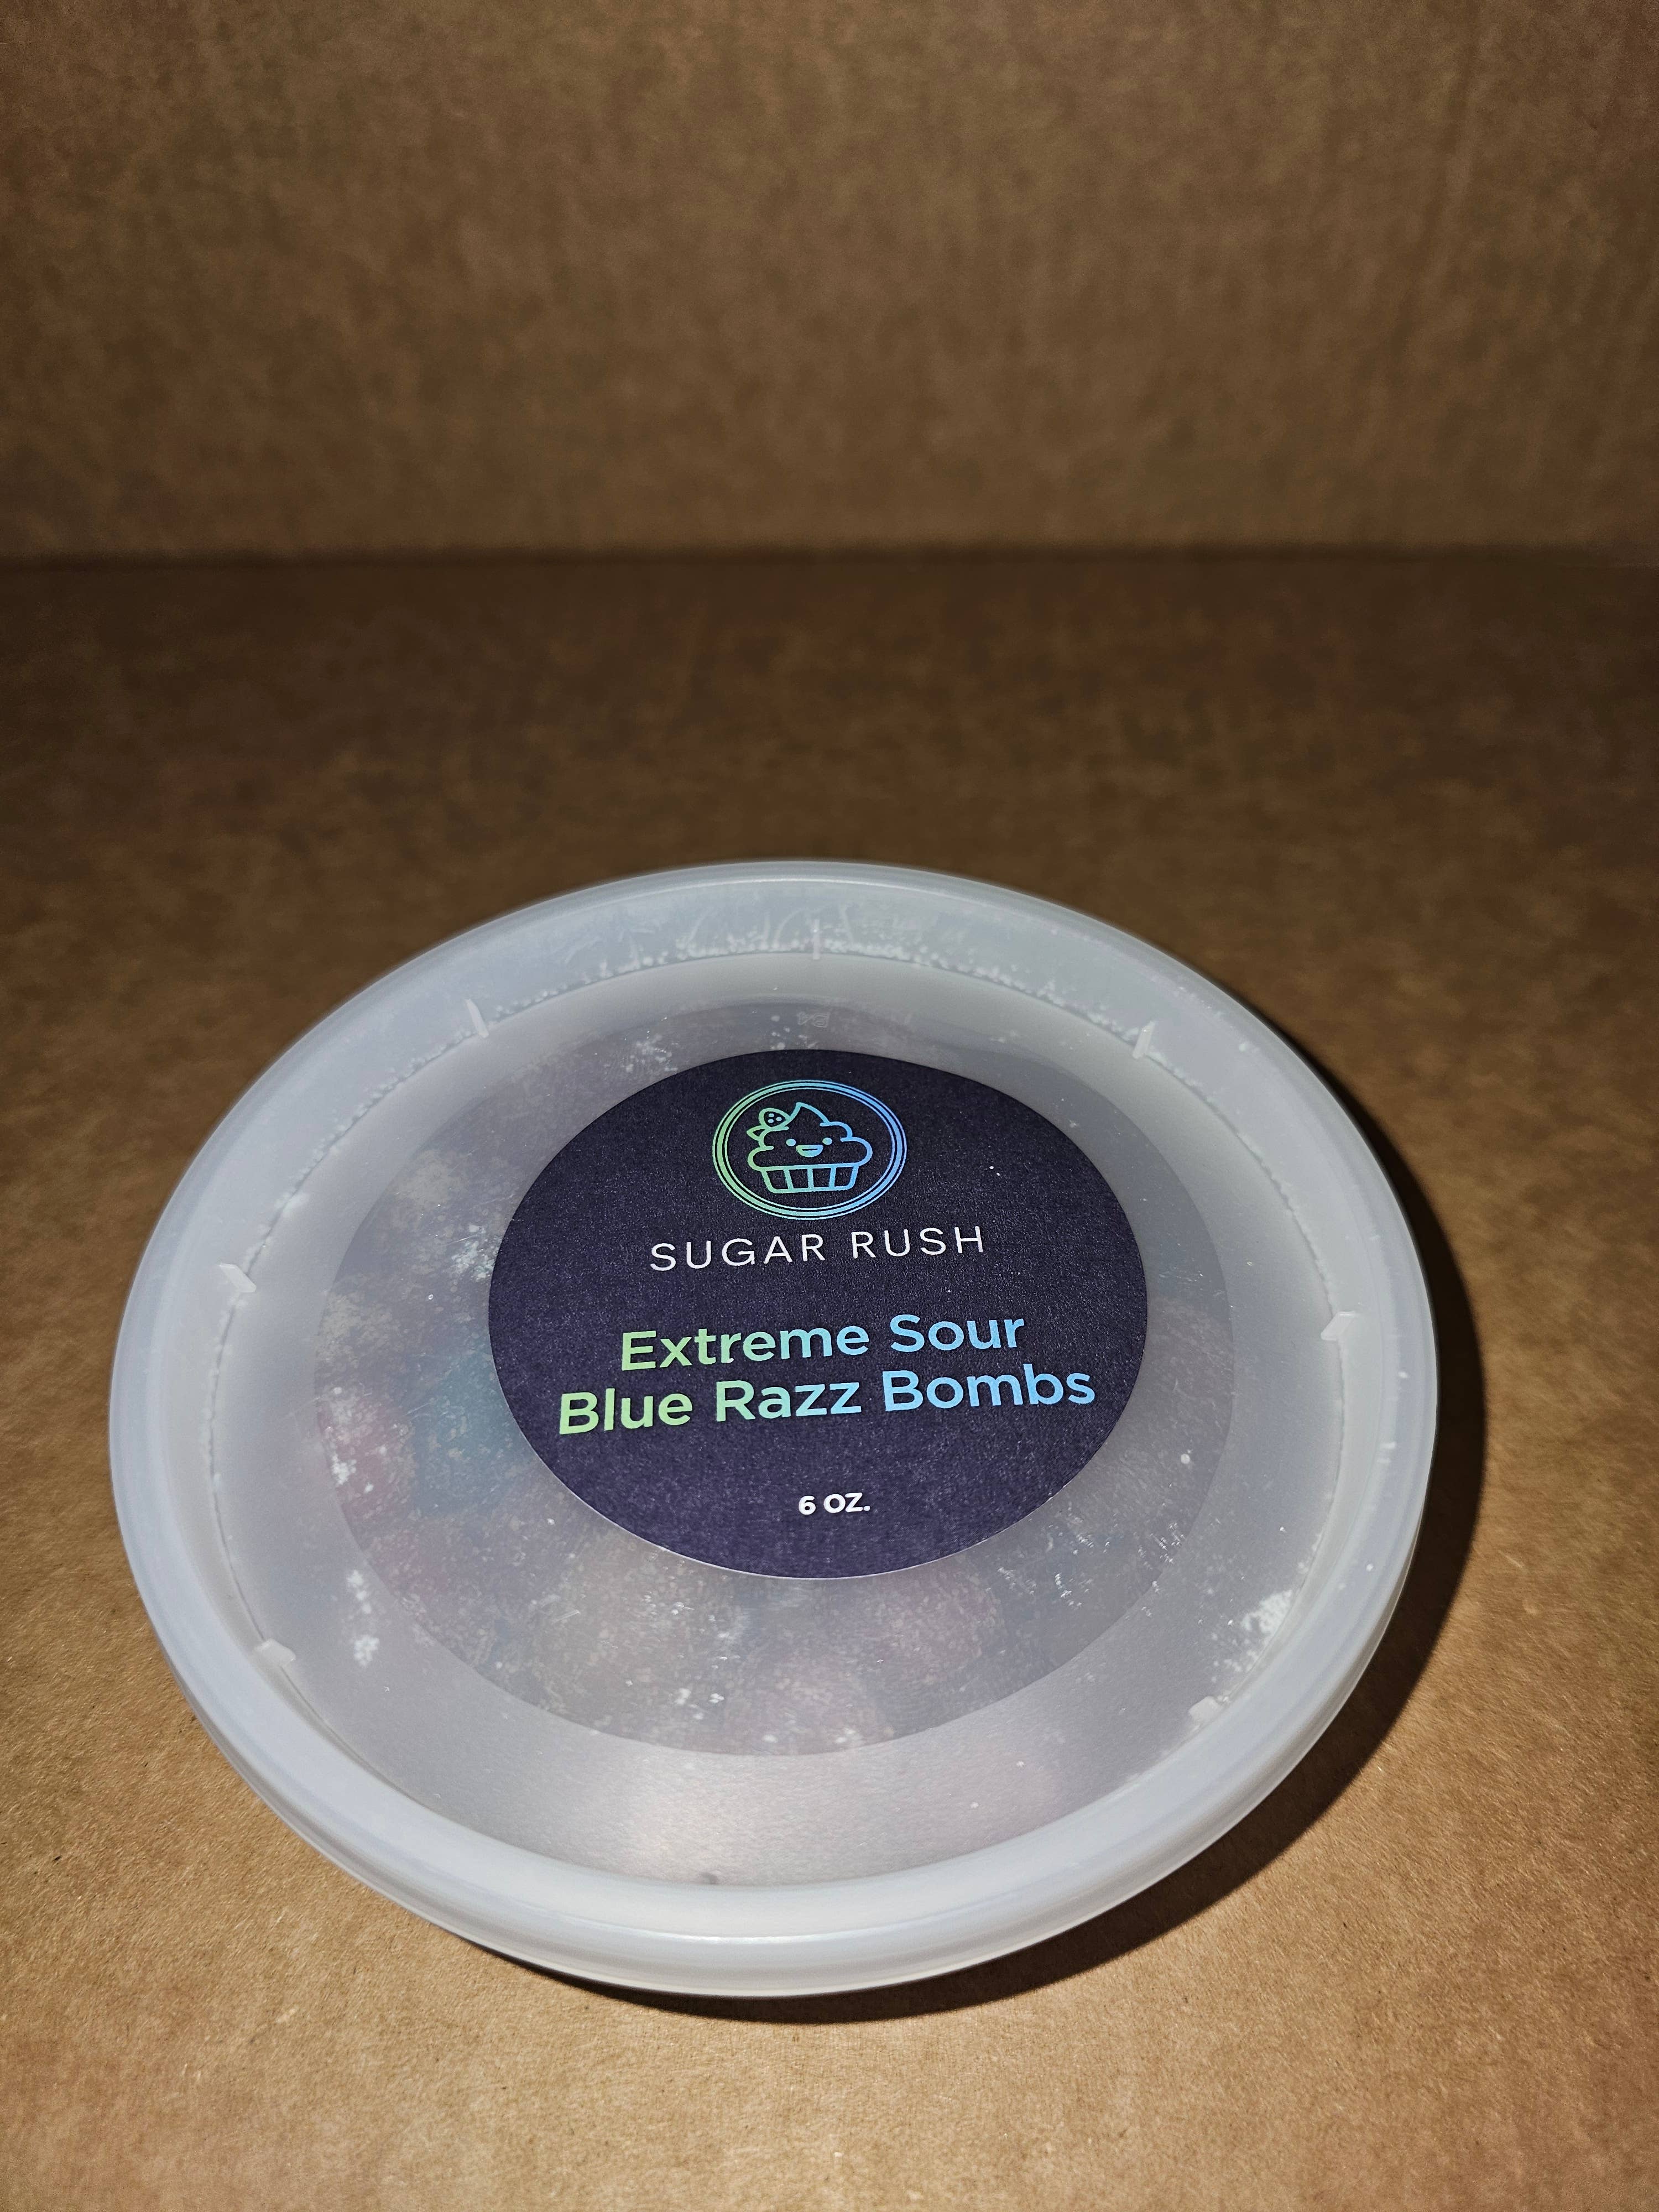 SUGAR RUSH
Extreme Sour
Blue Razz Bombs
6 OZ.